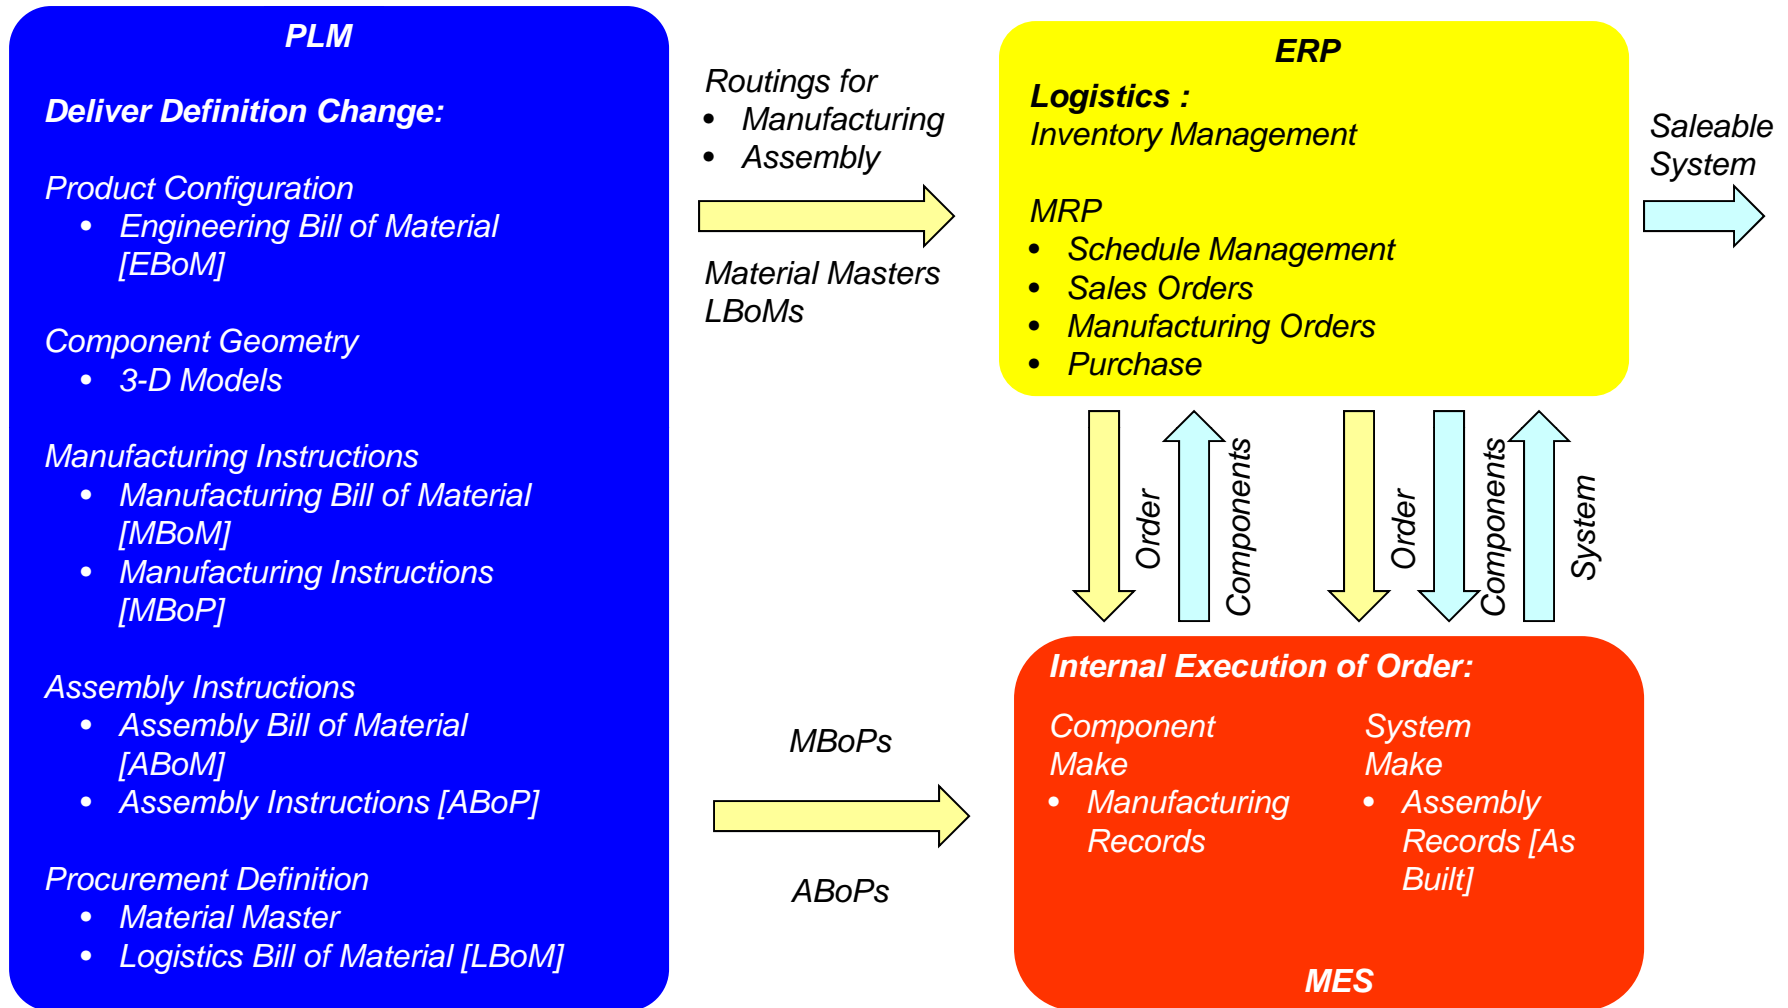 PLM
Deliver Definition Change:
Product Configuration
• Engineering Bill of Material
[EBoM]
Component Geometry
• 3-D Models
Manufacturing Instructions
• Manufacturing Bill of Material
[MBoM]
• Manufacturing Instructions
[MBoP]
Assembly Instructions
• Assembly Bill of Material
[ABoM]
• Assembly Instructions [ABoP]
Procurement Definition
• Material Master
• Logistics Bill of Material [LBoM]
Routings for
• Manufacturing
• Assembly
Material Masters
LBoMs
ERP
Logistics :
Inventory Management
MRP
• Schedule Management
• Sales Orders
• Manufacturing Orders
• Purchase
Saleable
System
Order
Components
Order
Components
System
MBoPs
ABoPs
Internal Execution of Order:
Component
Make
• Manufacturing
Records
System
Make
• Assembly
Records [As
Built]
MES